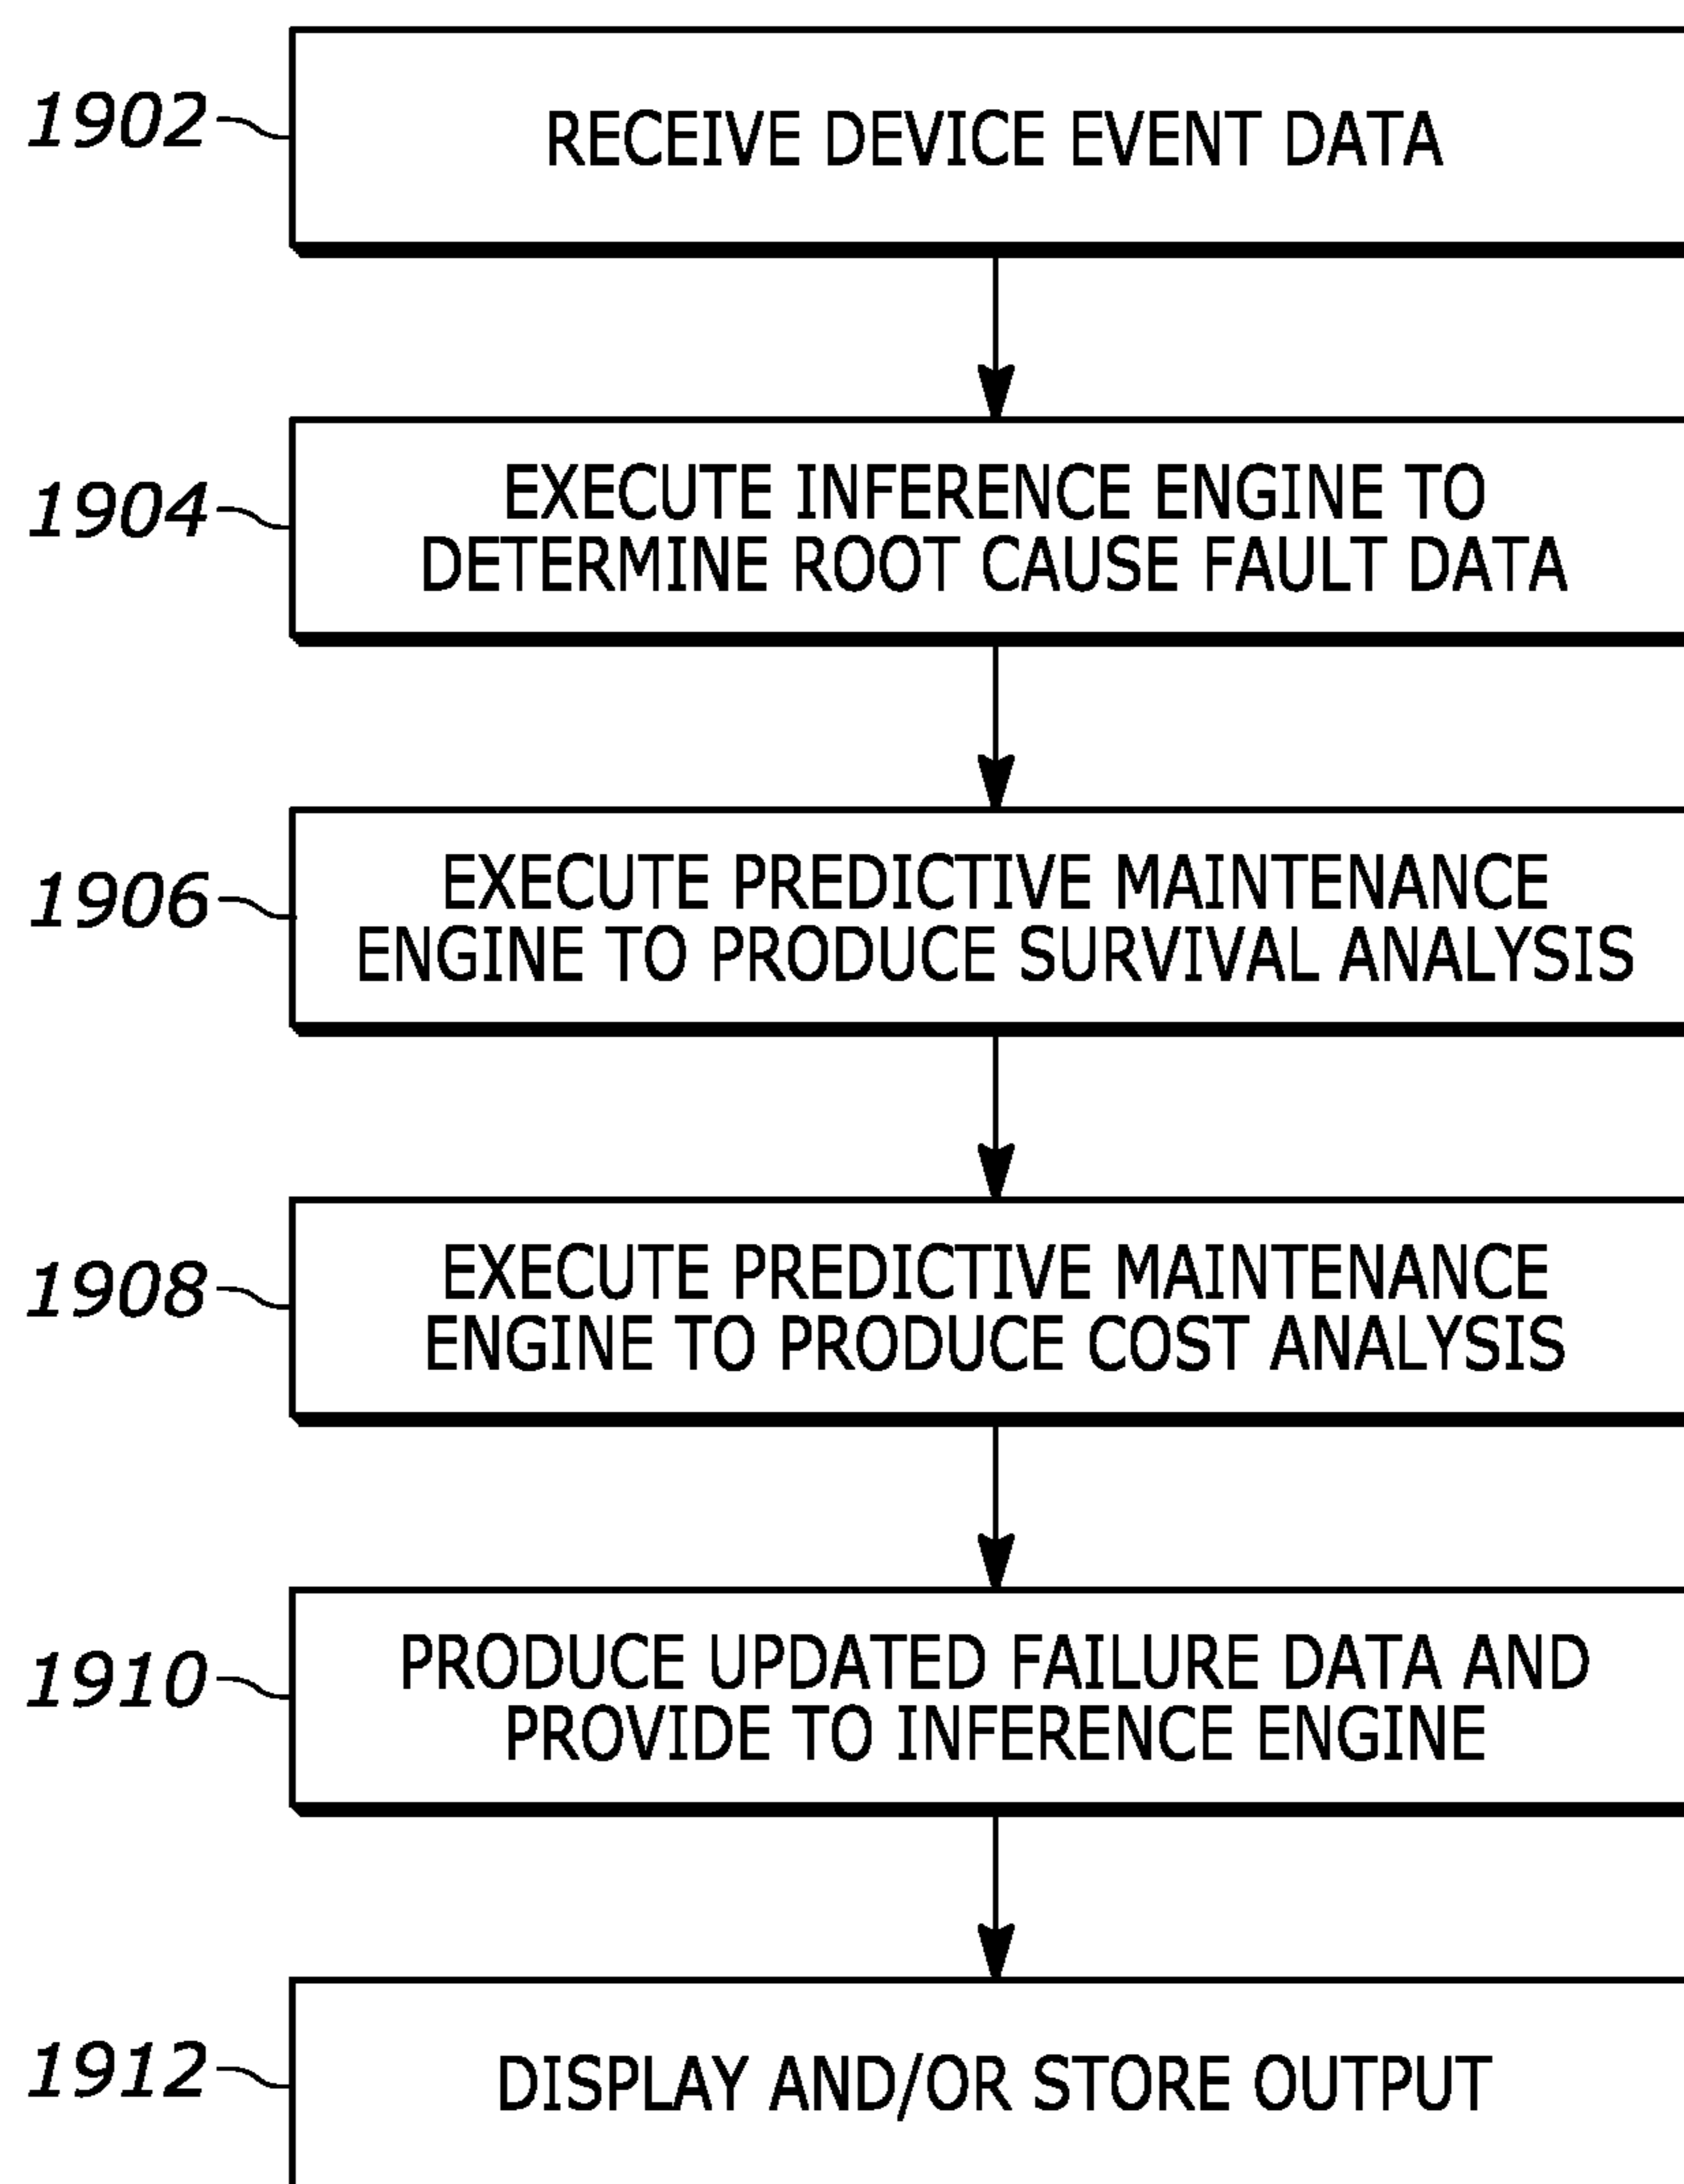 1902
RECEIVE DEVICE EVENT DATA
1904
EXECUTE INFERENCE ENGINE TO
DETERMINE ROOT CAUSE FAULT DATA
1906
EXECUTE PREDICTIVE MAINTENANCE
ENGINE TO PRODUCE SURVIVAL ANALYSIS
1908
EXECUTE PREDICTIVE MAINTENANCE
ENGINE TO PRODUCE COST ANALYSIS
1910
PRODUCE UPDATED FAILURE DATA AND
PROVIDE TO INFERENCE ENGINE
1912
DISPLAY AND/OR STORE OUTPUT